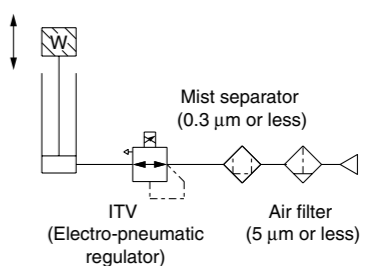 W
Mist separator
(0.3 μm or less)
ITV
(Electro-pneumatic
regulator)
Air filter
(5 μm or less)